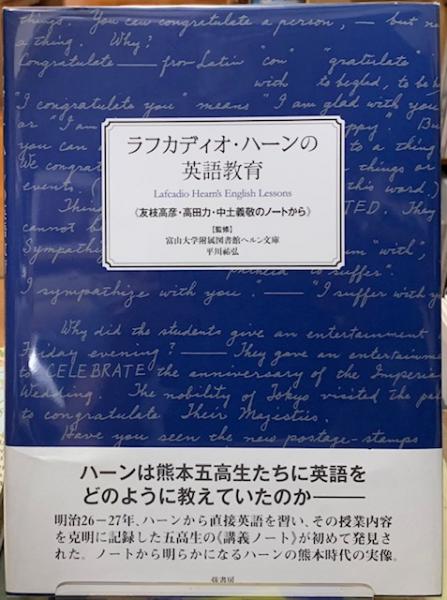 things. You can congratulate a person, — but no
a thing. Why?
Congratulate — from Latin "con" "gratulate"
with to be glad, to be
"I congratulate you" means "I am glad with you
or "I am
you can
We congrat
events. (
cannot b
Sympathi
"with",
I sympathize with you." — "I suffer with y
ラフカディオ・ハーンの
英語教育
Lafcadio Hearn's English Lessons
《友枝高彦・高田力・中土義敬のノートから》
[監修]
富山大学附属図書館ヘルン文庫
平川祐弘
Why did the students give an entertainment
Friday evening? — They gave an entertainment
to CELEBRATE the anniversary of the Imperial
Wedding. The nobility of Tokyo visited the pa
to congratulate Their Majestics.
Have you seen the new postage-stamps
ハーンは熊本五高生たちに英語を
どのように教えていたのか——
明治26－27年、ハーンから直接英語を習い、その授業内容
を克明に記録した五高生の《講義ノート》が初めて発見さ
れた。ノートから明らかになるハーンの熊本時代の実像。
弦書房